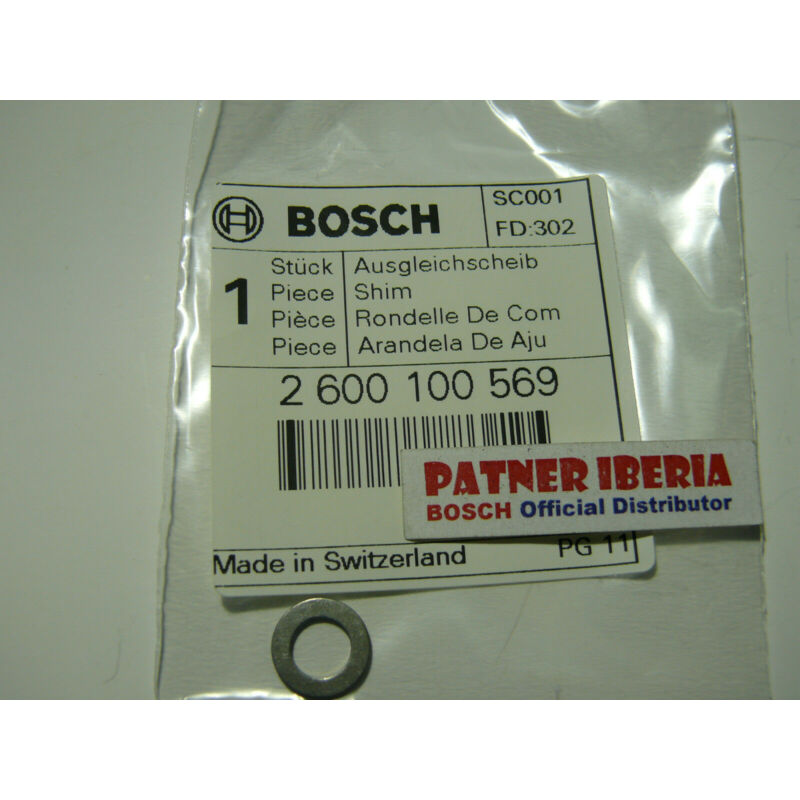 BOSCH
SC001
FD:302
1
Stück Ausgleichscheib
Piece Shim
Pièce Rondelle De Com
Piece Arandela De Aju
2 600 100 569
PATNER IBERIA
BOSCH Official Distributor
Made in Switzerland PG 11